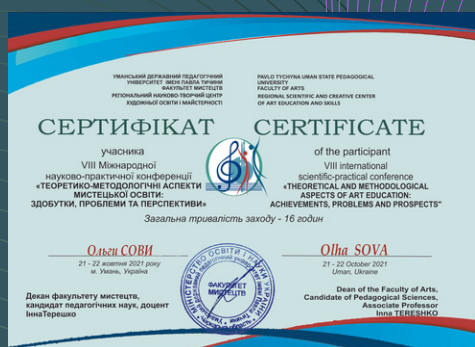 УМАНСЬКИЙ ДЕРЖАВНИЙ ПЕДАГОГІЧНИЙ
УНІВЕРСИТЕТ ІМЕНІ ПАВЛА ТИЧИНИ
ФАКУЛЬТЕТ МИСТЕЦТВ
РЕГІОНАЛЬНИЙ НАУКОВО-ТВОРЧИЙ ЦЕНТР
ХУДОЖНЬОЇ ОСВІТИ І МАЙСТЕРНОСТІ
СЕРТИФІКАТ
учасника
VIII Міжнародної
науково-практичної конференції
«ТЕОРЕТИКО-МЕТОДОЛОГІЧНІ АСПЕКТИ
МИСТЕЦЬКОЇ ОСВІТИ:
ЗДОБУТКИ, ПРОБЛЕМИ ТА ПЕРСПЕКТИВИ»
PAVLO TYCHYNA UMAN STATE PEDAGOGICAL
UNIVERSITY
FACULTY OF ARTS
REGIONAL SCIENTIFIC AND CREATIVE CENTER
OF ART EDUCATION AND SKILLS
CERTIFICATE
of the participant
VIII international
scientific-practical conference
«THEORETICAL AND METHODOLOGICAL
ASPECTS OF ART EDUCATION:
ACHIEVEMENTS, PROBLEMS AND PROSPECTS"
Загальна тривалість заходу - 16 годин
Ольги СОВИ
21 - 22 жовтня 2021 року
м. Умань, Україна
Olha SOVA
21 - 22 October 2021
Uman, Ukraine
Декан факультету мистецтв,
кандидат педагогічних наук, доцент
ІннаТерешко
МІНІСТЕРСТВО ОСВІТИ І НАУКИ УКРАЇНИ
ФАКУЛЬТЕТ
МИСТЕЦТВ
Dean of the Faculty of Arts,
Candidate of Pedagogical Sciences,
Associate Professor
Inna TERESHKO